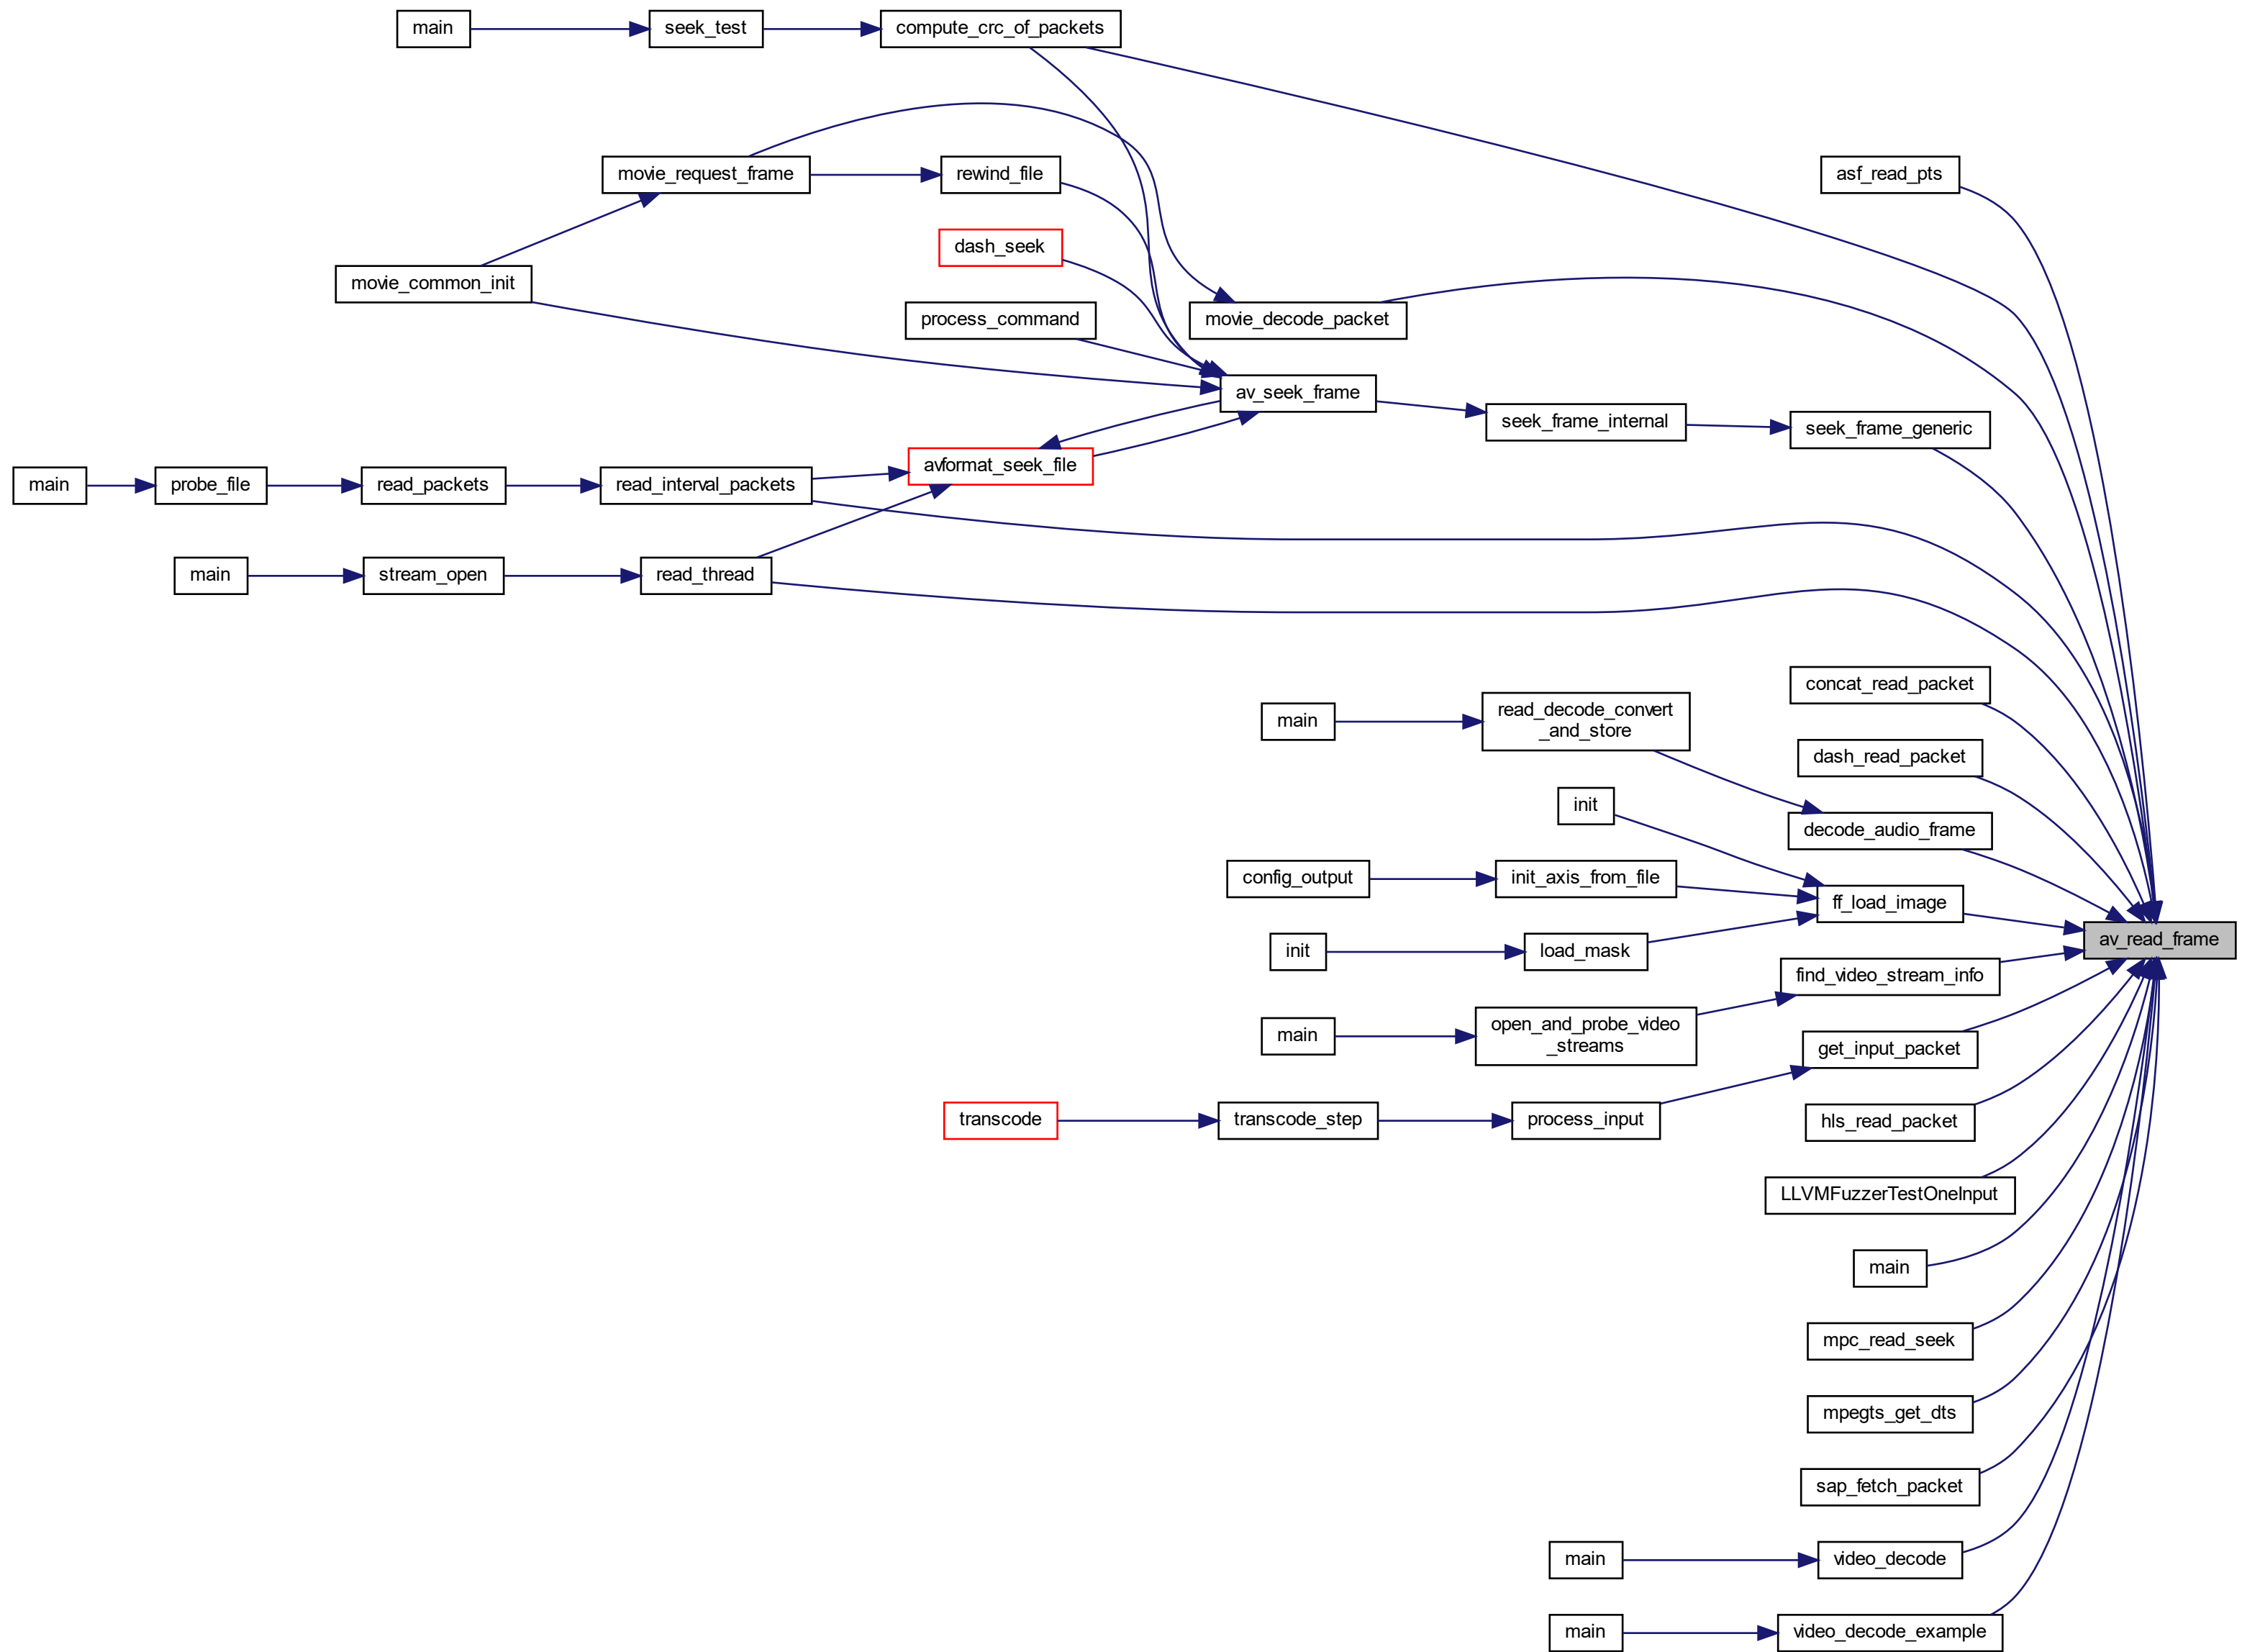 main
seek_test
compute_crc_of_packets
movie_request_frame
rewind_file
asf_read_pts
dash_seek
movie_common_init
process_command
movie_decode_packet
av_seek_frame
seek_frame_internal
seek_frame_generic
avformat_seek_file
main
probe_file
read_packets
read_interval_packets
main
stream_open
read_thread
concat_read_packet
main
read_decode_convert
_and_store
dash_read_packet
init
decode_audio_frame
config_output
init_axis_from_file
ff_load_image
av_read_frame
init
load_mask
find_video_stream_info
main
open_and_probe_video
_streams
get_input_packet
transcode
transcode_step
process_input
hls_read_packet
LLVMFuzzerTestOneInput
main
mpc_read_seek
mpegts_get_dts
sap_fetch_packet
main
video_decode
main
video_decode_example